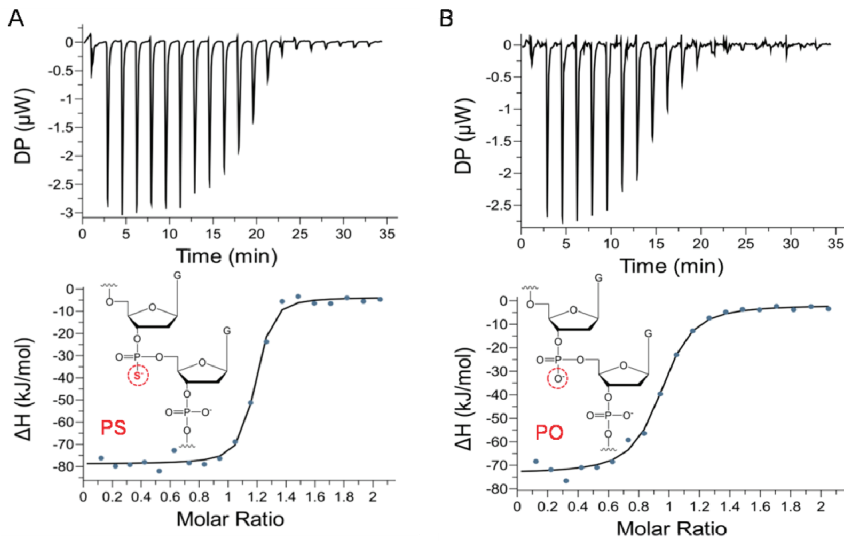 A
0
-0.5
-1
-1.5
-2
-2.5
-3
DP (µW)
0 5 10 15 20 25 30 35
Time (min)
0
-10
-20
-30
-40
-50
-60
-70
-80
ΔH (kJ/mol)
G
O
O
O
O=P-O
S⁻
G
O
O
O=P-O⁻
O
PS
0 0.2 0.4 0.6 0.8 1 1.2 1.4 1.6 1.8 2
Molar Ratio
B
0
-0.5
-1
-1.5
-2
-2.5
DP (µW)
0 5 10 15 20 25 30 35
Time (min)
0
-10
-20
-30
-40
-50
-60
-70
-80
ΔH (kJ/mol)
G
O
O
O
O=P-O
O⁻
G
O
O
O=P-O⁻
O
PO
0 0.2 0.4 0.6 0.8 1 1.2 1.4 1.6 1.8 2
Molar Ratio